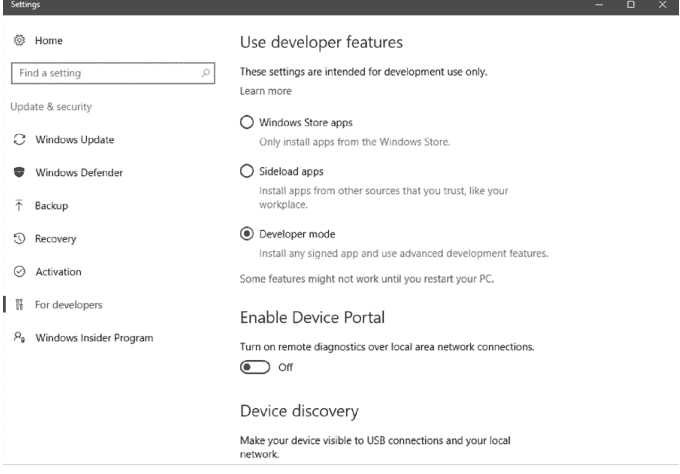 Settings
Home
Find a setting
Update & security
Windows Update
Windows Defender
Backup
Recovery
Activation
For developers
Windows Insider Program
Use developer features
These settings are intended for development use only.
Learn more
Windows Store apps
Only install apps from the Windows Store.
Sideload apps
Install apps from other sources that you trust, like your
workplace.
Developer mode
Install any signed app and use advanced development features.
Some features might not work until you restart your PC.
Enable Device Portal
Turn on remote diagnostics over local area network connections.
Off
Device discovery
Make your device visible to USB connections and your local
network.